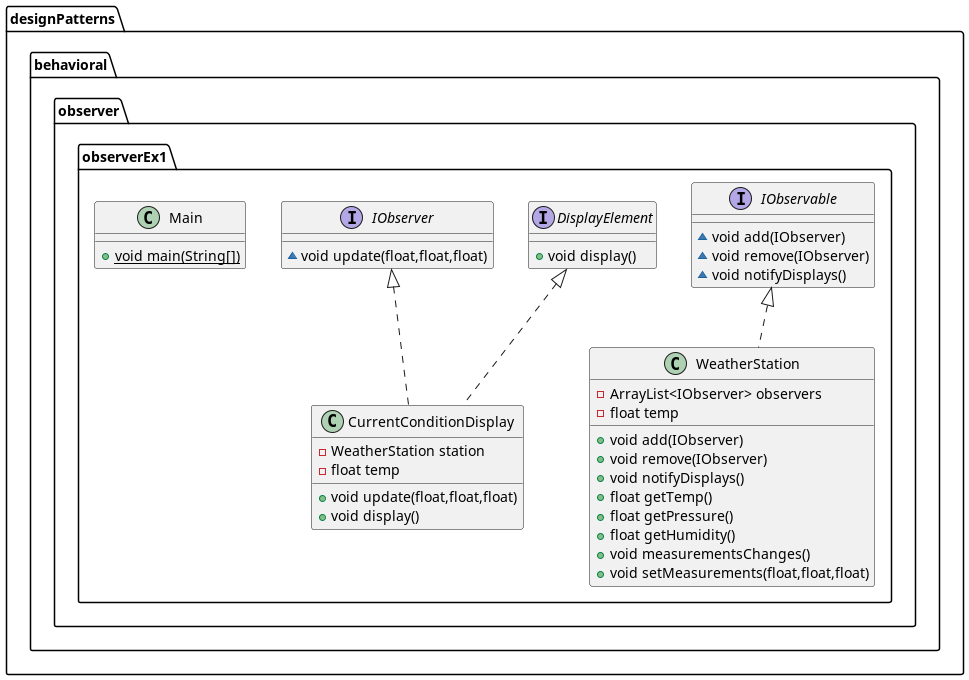 designPatterns
behavioral
observer
observerEx1
C Main
void main(String[])
I IObserver
void update(float,float,float)
I DisplayElement
void display()
I IObservable
void add(IObserver)
void remove(IObserver)
void notifyDisplays()
C CurrentConditionDisplay
WeatherStation station
float temp
void update(float,float,float)
void display()
C WeatherStation
ArrayList<IObserver> observers
float temp
void add(IObserver)
void remove(IObserver)
void notifyDisplays()
float getTemp()
float getPressure()
float getHumidity()
void measurementsChanges()
void setMeasurements(float,float,float)